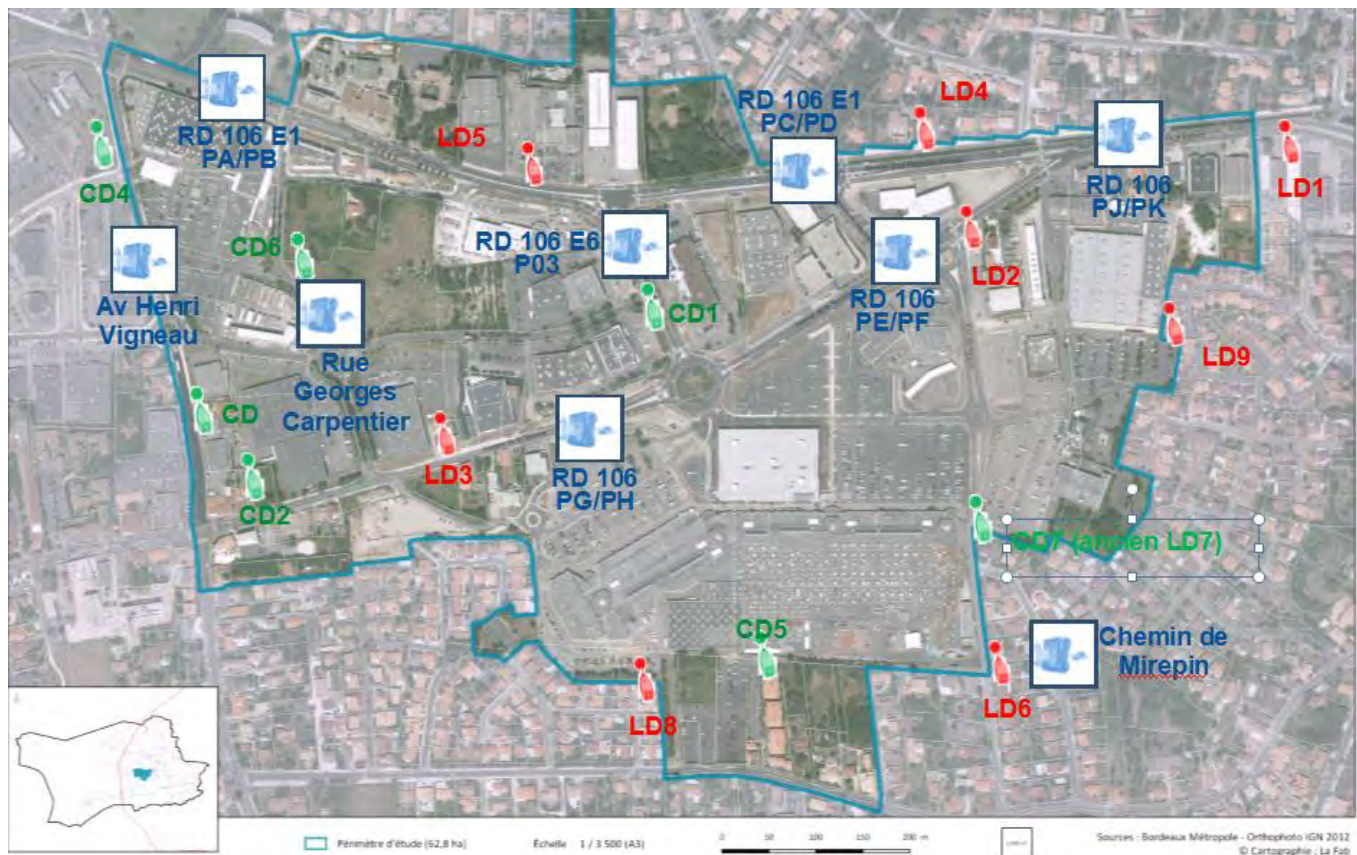 LD4
RD 106 E1
PC/PD
RD 106 E1
PA/PB
LD5
CD4
RD 106
PJ/PK
LD1
CD6
RD 106 E6
P03
LD2
Av Henri
Vigneau
CD1
RD 106
PE/PF
LD9
Rue
Georges
Carpentier
CD
LD3
RD 106
PG/PH
CD2
CD7 (ancien LD7)
CD5
Chemin de
Mirepin
LD6
LD8
Périmètre d'étude (62,8 ha)
Échelle 1 / 3 500 (A3)
0 50 100 150 200 m
Sources : Bordeaux Métropole - Orthophoto IGN 2012
© Cartographie : La Fab